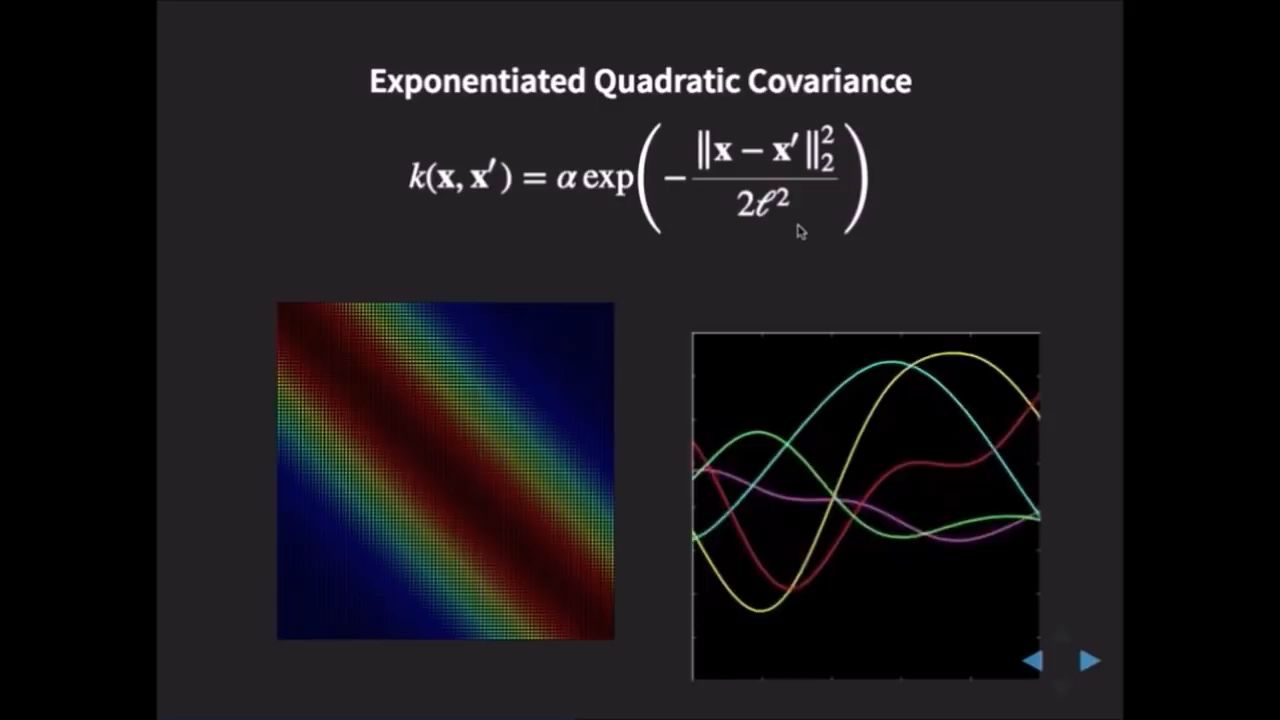 Exponentiated Quadratic Covariance
k(x, x′) = α exp(−‖x − x′‖₂² / 2ℓ²)